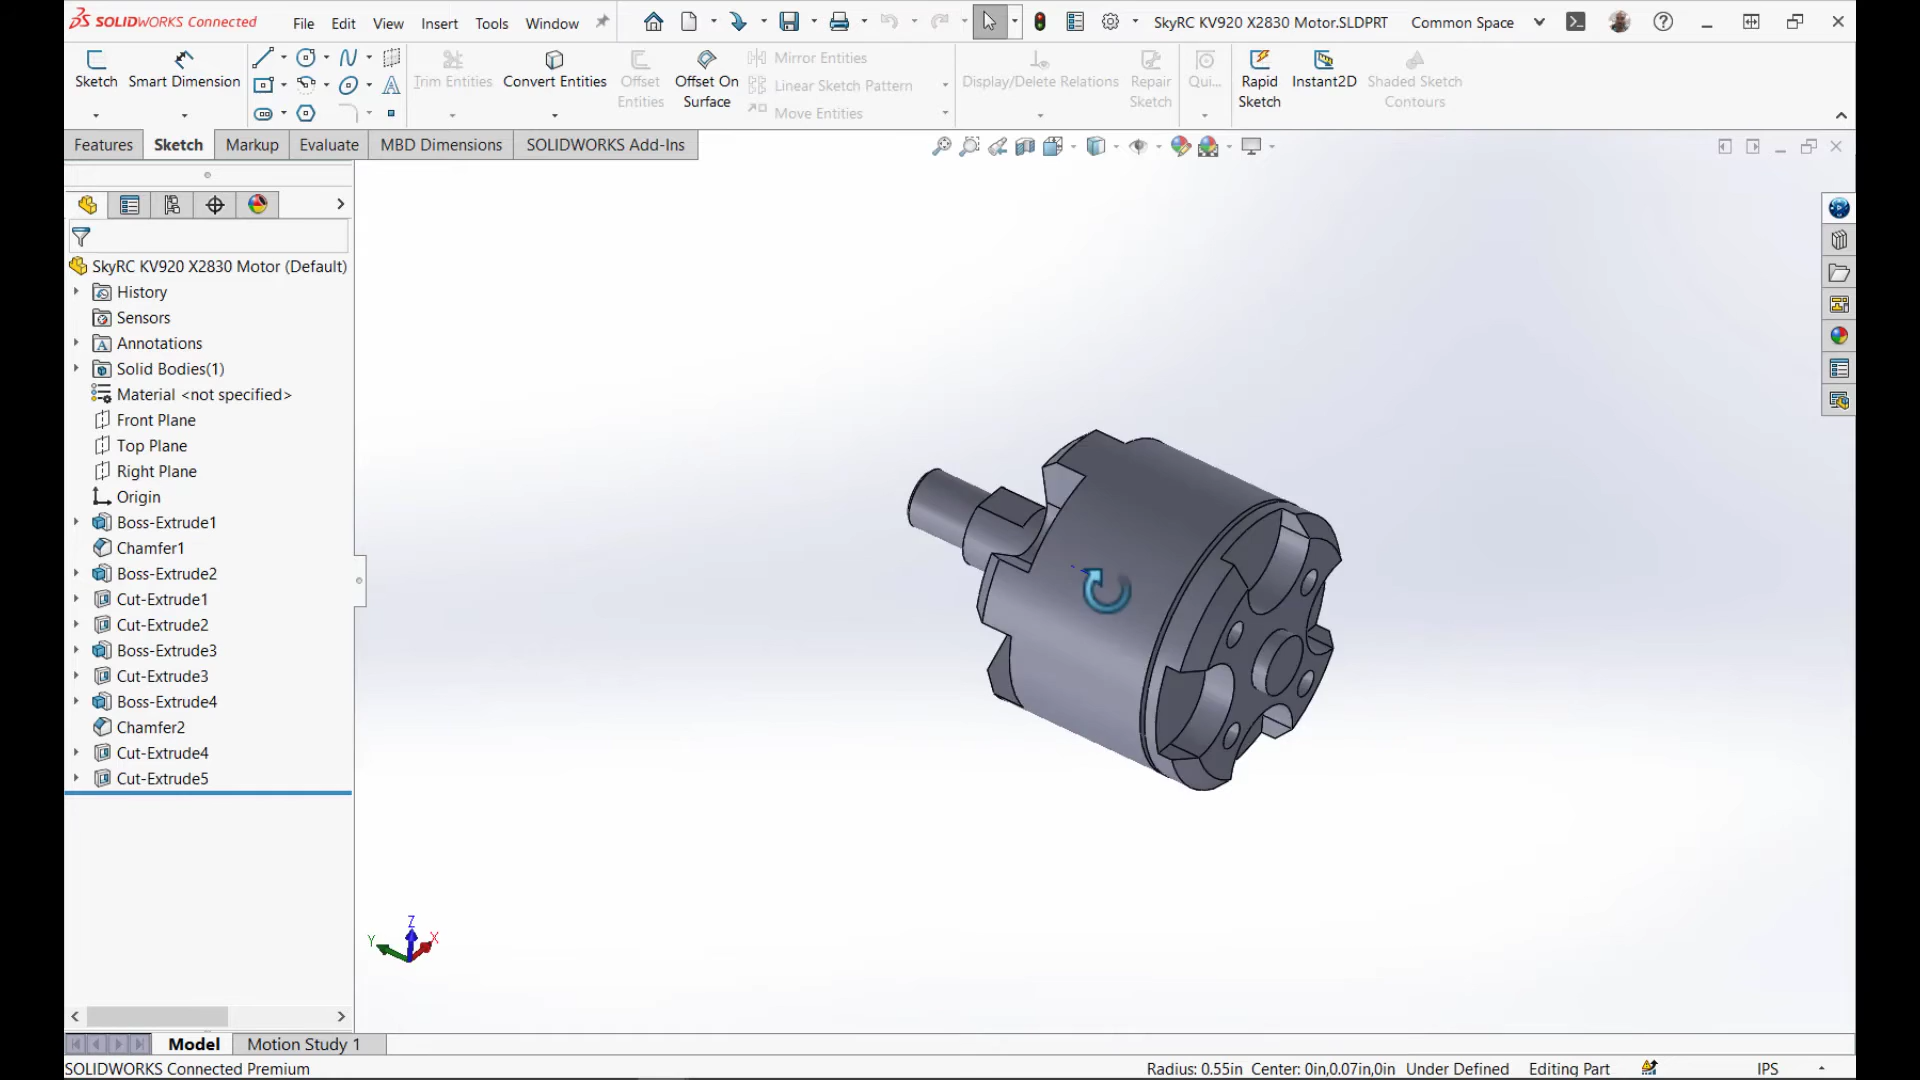 SOLIDWORKS Connected File Edit View Insert Tools Window SkyRC KV920 X2830 Motor.SLDPRT Common Space
Sketch Smart Dimension Trim Entities Convert Entities Offset Entities Offset On Surface Mirror Entities Linear Sketch Pattern Move Entities Display/Delete Relations Repair Sketch Qui... Rapid Sketch Instant2D Shaded Sketch Contours
Features Sketch Markup Evaluate MBD Dimensions SOLIDWORKS Add-Ins
SkyRC KV920 X2830 Motor (Default)
History
Sensors
Annotations
Solid Bodies(1)
Material <not specified>
Front Plane
Top Plane
Right Plane
Origin
Boss-Extrude1
Chamfer1
Boss-Extrude2
Cut-Extrude1
Cut-Extrude2
Boss-Extrude3
Cut-Extrude3
Boss-Extrude4
Chamfer2
Cut-Extrude4
Cut-Extrude5
Z
Y X
Model Motion Study 1
SOLIDWORKS Connected Premium Radius: 0.55in Center: 0in,0.07in,0in Under Defined Editing Part IPS